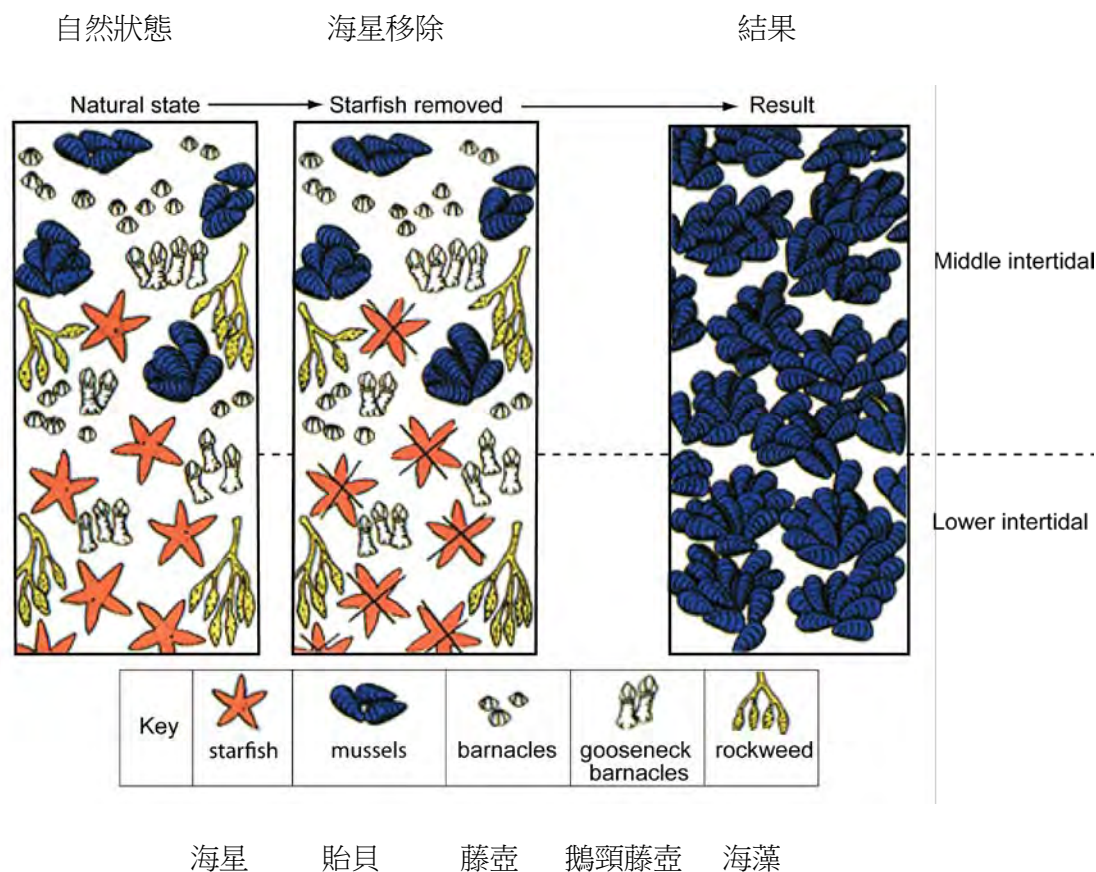 自然狀態 海星移除 結果
Natural state Starfish removed Result
Middle intertidal
Lower intertidal
Key starfish mussels barnacles gooseneck barnacles rockweed
海星 貽貝 藤壺 鵝頸藤壺 海藻